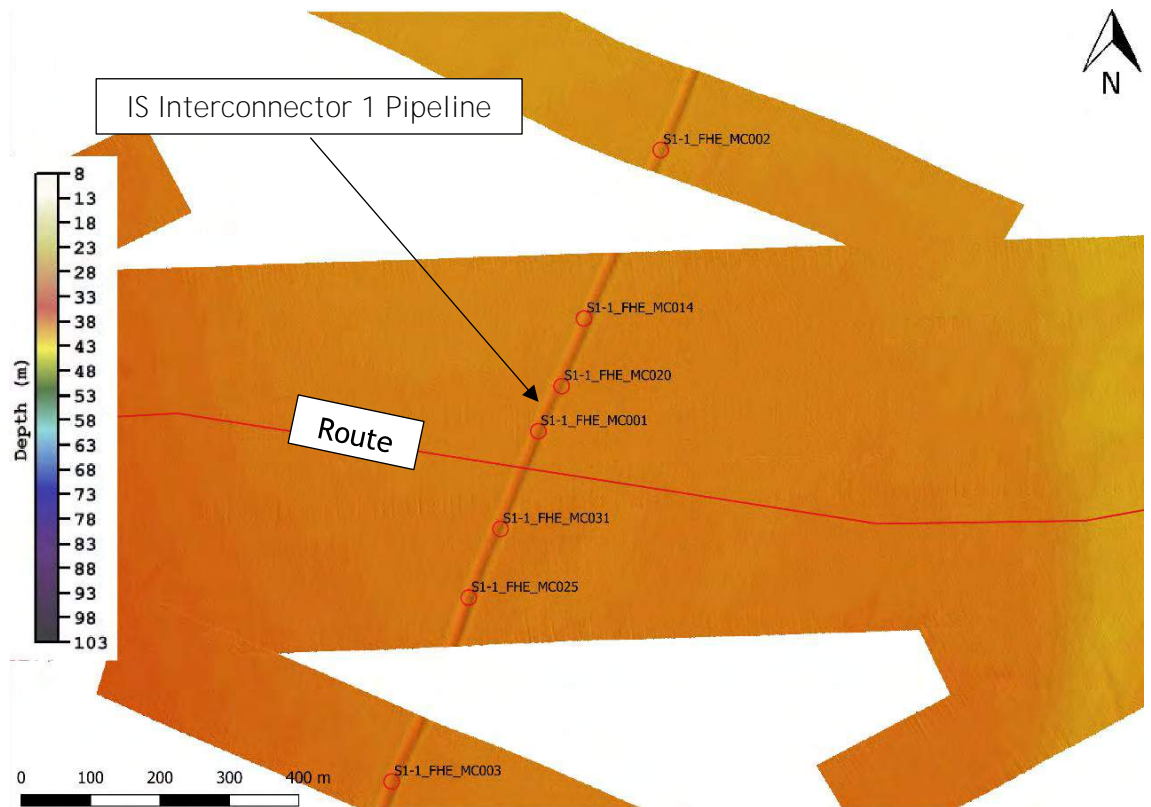 N
IS Interconnector 1 Pipeline
S1-1_FHE_MC002
8
13
18
23
28
33
38
43
48
53
58
63
68
73
78
83
88
93
98
103
Depth (m)
S1-1_FHE_MC014
S1-1_FHE_MC020
S1-1_FHE_MC001
Route
S1-1_FHE_MC031
S1-1_FHE_MC025
S1-1_FHE_MC003
0 100 200 300 400 m